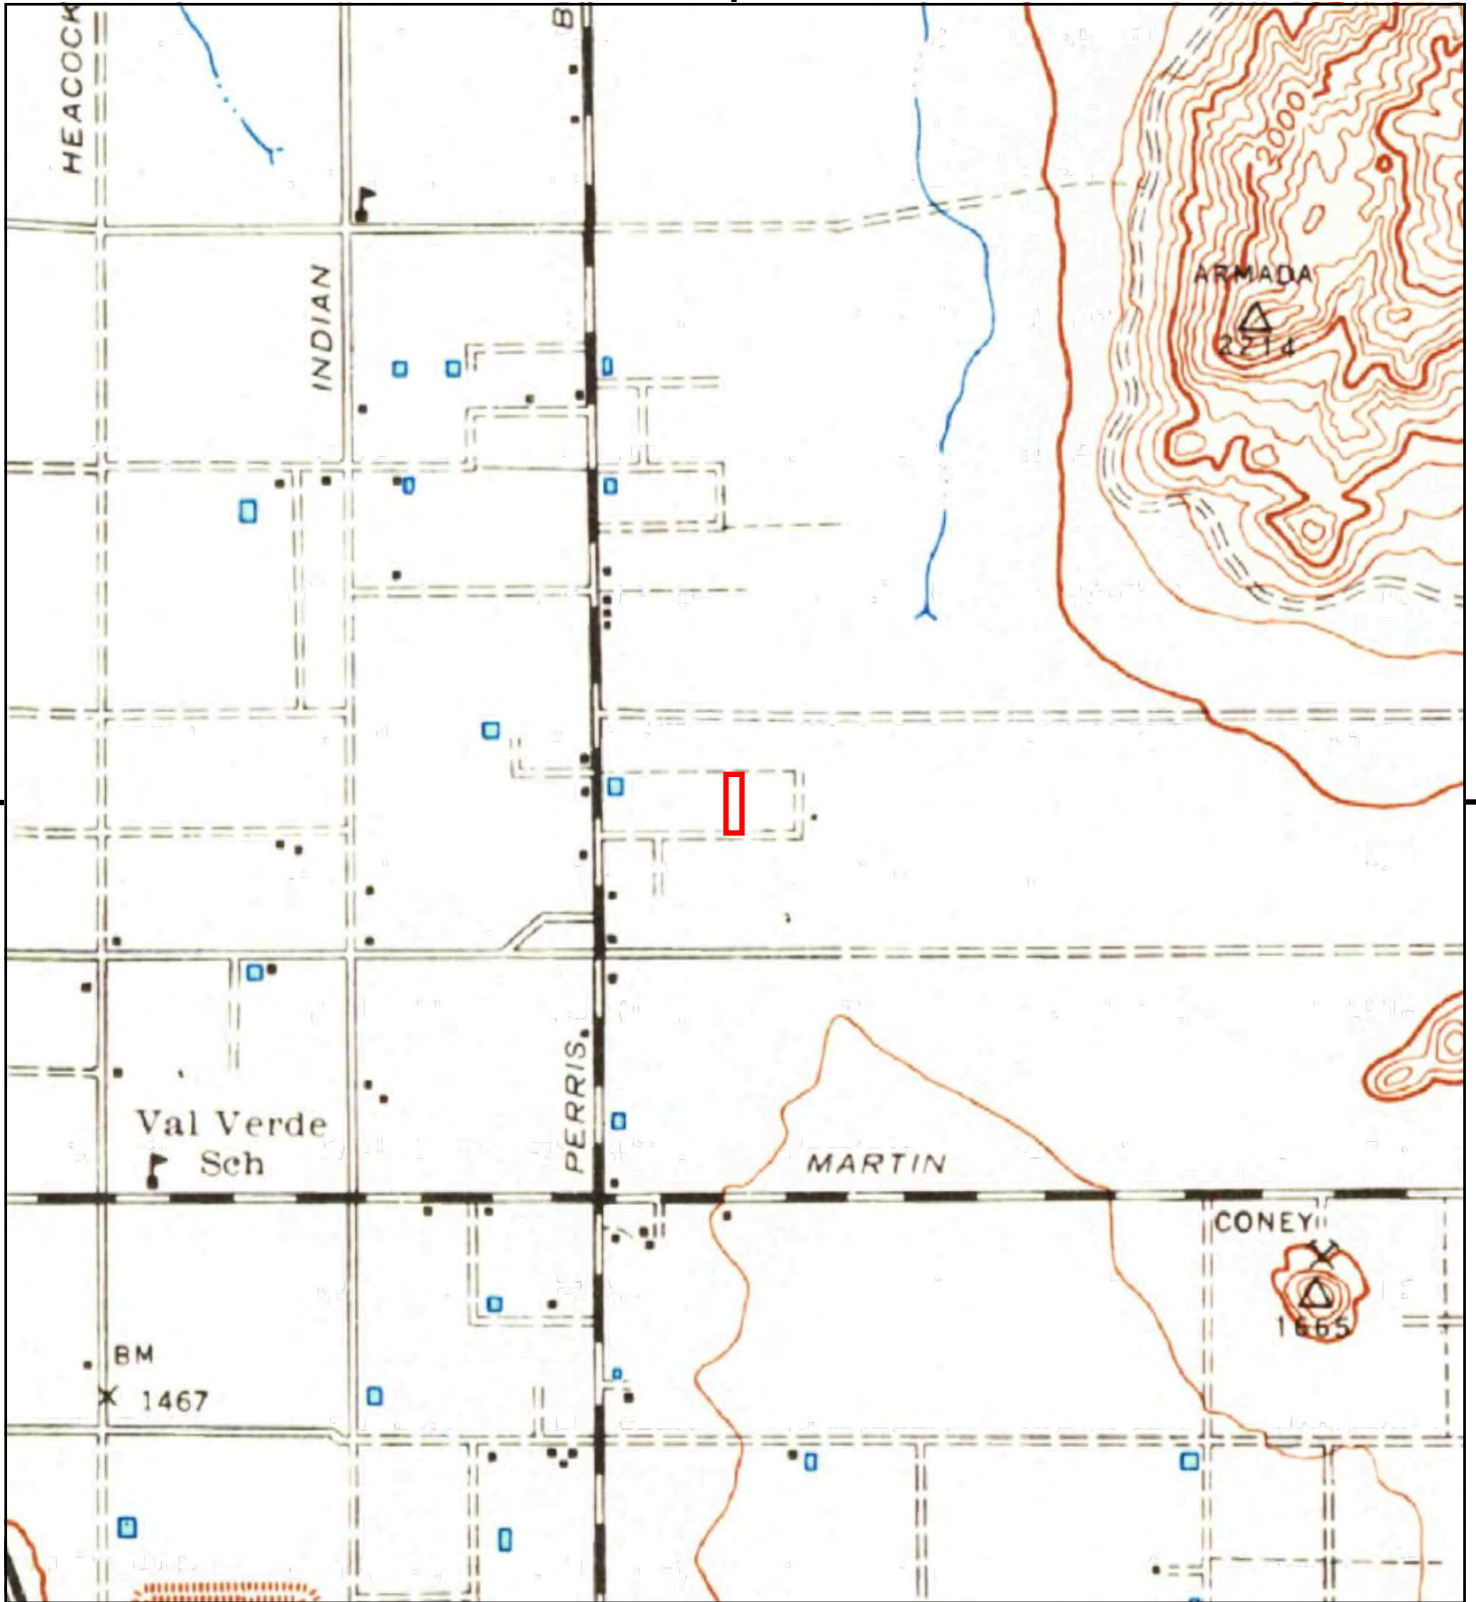 HEACOCK
B
2000
ARMADA
2214
INDIAN
PERRIS
Val Verde
Sch
MARTIN
CONEY
1665
BM
1467